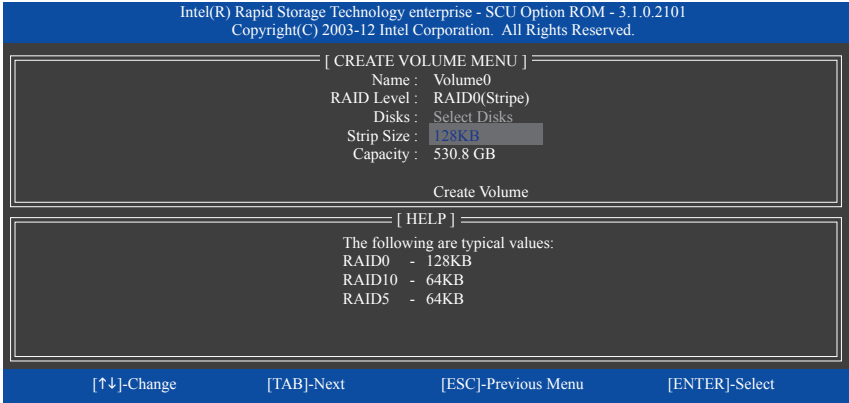 Intel(R) Rapid Storage Technology enterprise - SCU Option ROM - 3.1.0.2101
Copyright(C) 2003-12 Intel Corporation. All Rights Reserved.
[ CREATE VOLUME MENU ]
Name : Volume0
RAID Level : RAID0(Stripe)
Disks : Select Disks
Strip Size : 128KB
Capacity : 530.8 GB
Create Volume
[ HELP ]
The following are typical values:
RAID0 - 128KB
RAID10 - 64KB
RAID5 - 64KB
[↑↓]-Change [TAB]-Next [ESC]-Previous Menu [ENTER]-Select